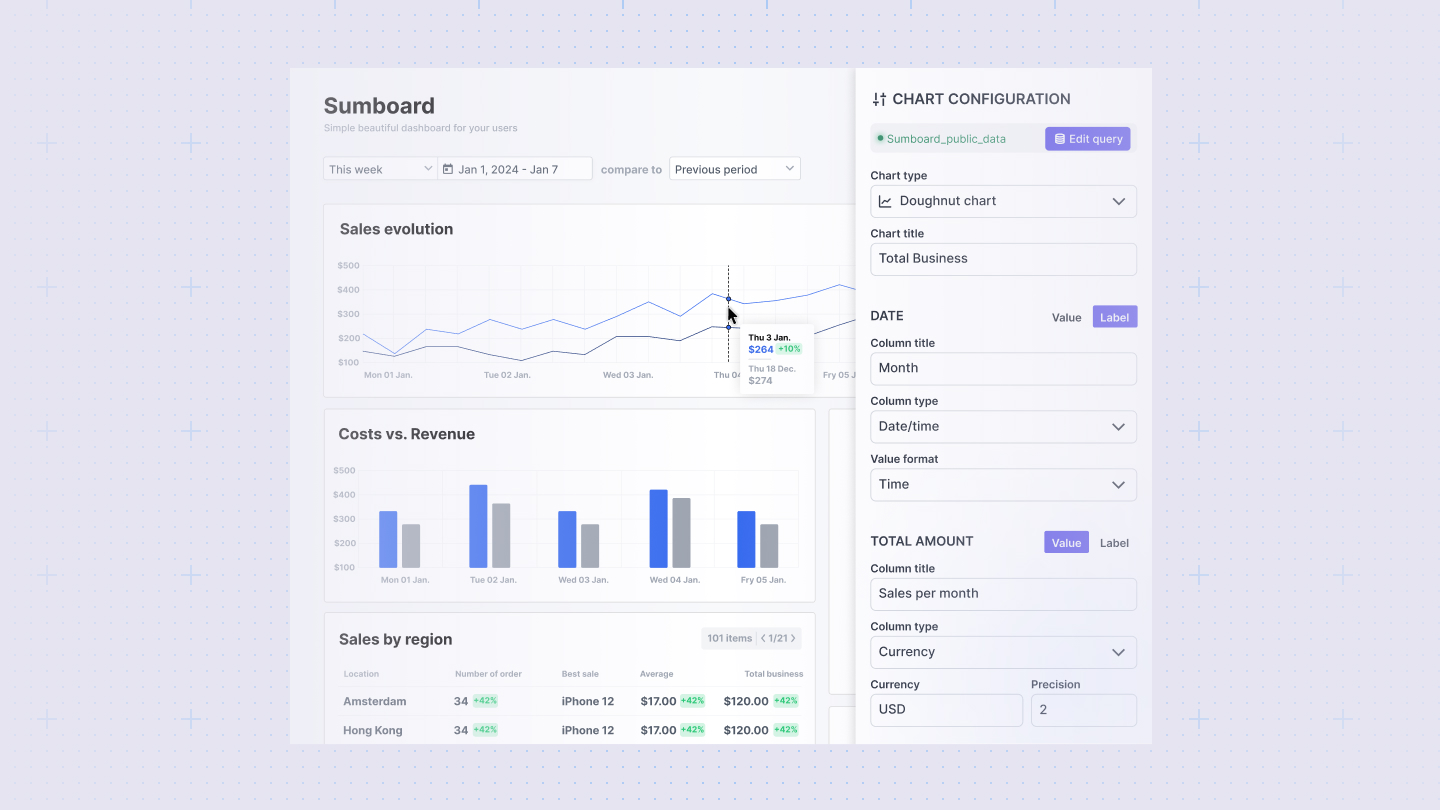 Sumboard
Simple beautiful dashboard for your users
This week
Jan 1, 2024 - Jan 7
compare to
Previous period
Sales evolution
$500
$400
$300
$200
$100
Mon 01 Jan.
Tue 02 Jan.
Wed 03 Jan.
Thu 04
Fry 05 J
Thu 3 Jan.
$264 +10%
Thu 18 Dec.
$274
Costs vs. Revenue
$500
$400
$300
$200
$100
Mon 01 Jan.
Tue 02 Jan.
Wed 03 Jan.
Wed 04 Jan.
Fry 05 Jan.
Sales by region
101 items < 1/21 >
Location Number of order Best sale Average Total business
Amsterdam 34 +42% iPhone 12 $17.00 +42% $120.00 +42%
Hong Kong 34 +42% iPhone 12 $17.00 +42% $120.00 +42%
CHART CONFIGURATION
Sumboard_public_data
Edit query
Chart type
Doughnut chart
Chart title
Total Business
DATE
Value Label
Column title
Month
Column type
Date/time
Value format
Time
TOTAL AMOUNT
Value Label
Column title
Sales per month
Column type
Currency
Currency Precision
USD 2